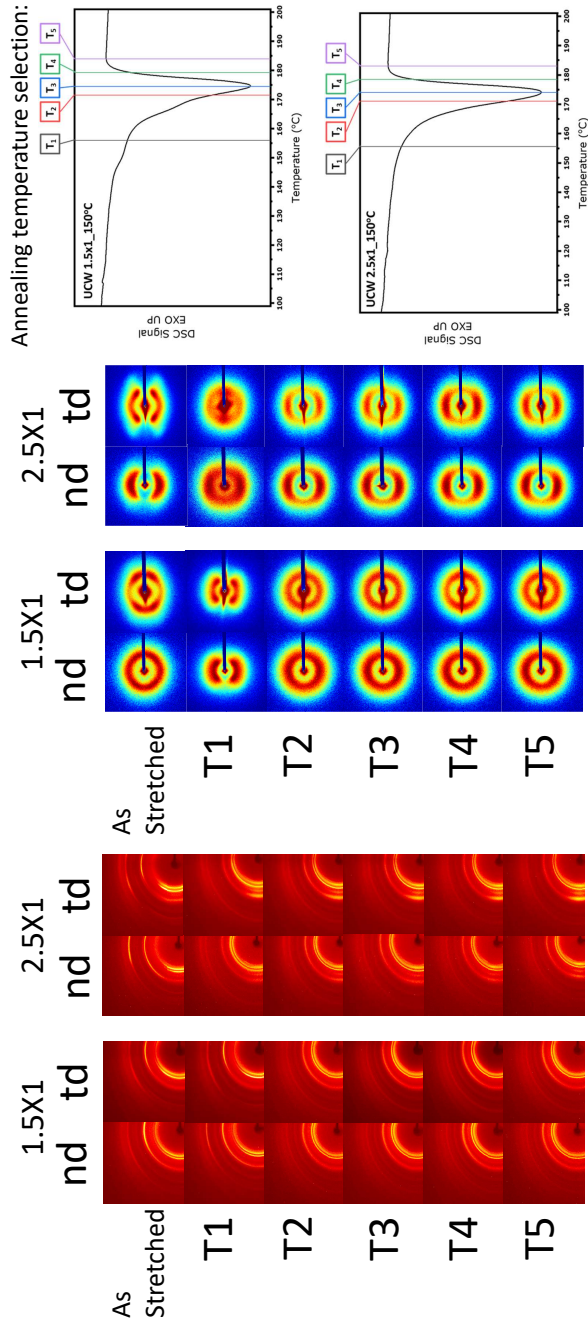 1.5X1
2.5X1
nd
td
nd
td
As
Stretched
T1
T2
T3
T4
T5
1.5X1
2.5X1
nd
td
nd
td
As
Stretched
T1
T2
T3
T4
T5
Annealing temperature selection:
T₁
T₂
T₃
T₄
T₅
UCW 1.5x1_150°C
DSC Signal
EXO UP
100
110
120
130
140
150
160
170
180
190
200
Temperature (°C)
T₁
T₂
T₃
T₄
T₅
UCW 2.5x1_150°C
DSC Signal
EXO UP
100
110
120
130
140
150
160
170
180
190
200
Temperature (°C)